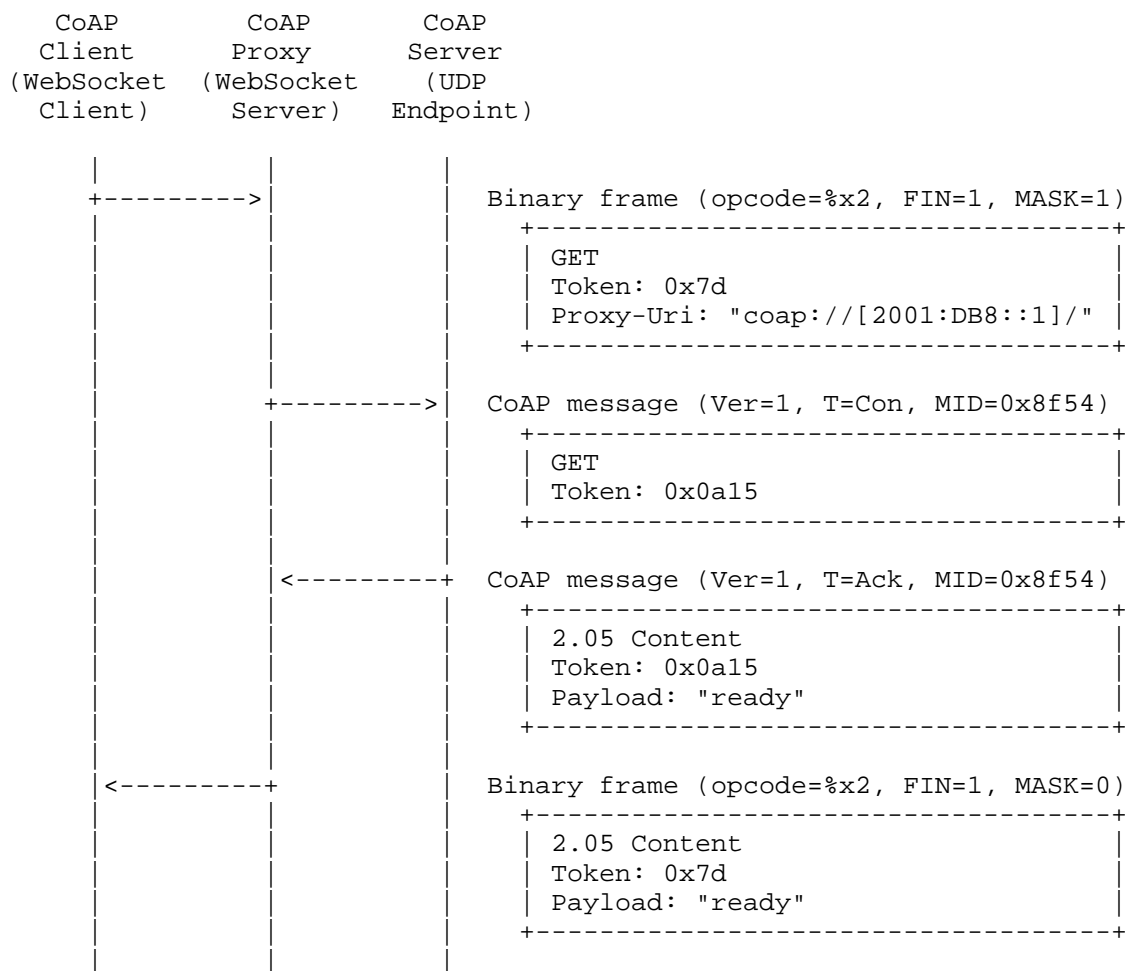 CoAP CoAP CoAP
Client Proxy Server
(WebSocket (WebSocket (UDP
Client) Server) Endpoint)
Binary frame (opcode=%x2, FIN=1, MASK=1)
GET
Token: 0x7d
Proxy-Uri: "coap://[2001:DB8::1]/"
CoAP message (Ver=1, T=Con, MID=0x8f54)
GET
Token: 0x0a15
CoAP message (Ver=1, T=Ack, MID=0x8f54)
2.05 Content
Token: 0x0a15
Payload: "ready"
Binary frame (opcode=%x2, FIN=1, MASK=0)
2.05 Content
Token: 0x7d
Payload: "ready"